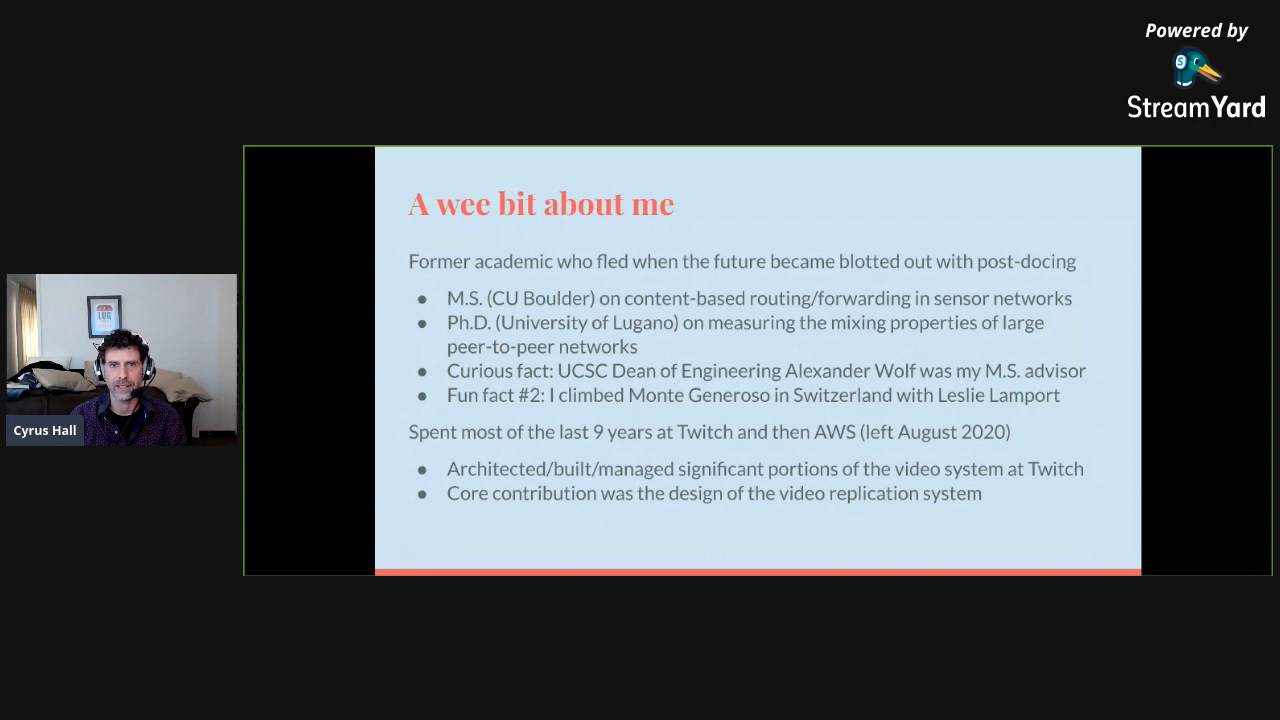 Powered by
StreamYard
A wee bit about me
Former academic who fled when the future became blotted out with post-docing
● M.S. (CU Boulder) on content-based routing/forwarding in sensor networks
● Ph.D. (University of Lugano) on measuring the mixing properties of large
peer-to-peer networks
● Curious fact: UCSC Dean of Engineering Alexander Wolf was my M.S. advisor
● Fun fact #2: I climbed Monte Generoso in Switzerland with Leslie Lamport
Spent most of the last 9 years at Twitch and then AWS (left August 2020)
● Architected/built/managed significant portions of the video system at Twitch
● Core contribution was the design of the video replication system
LUG
Cyrus Hall